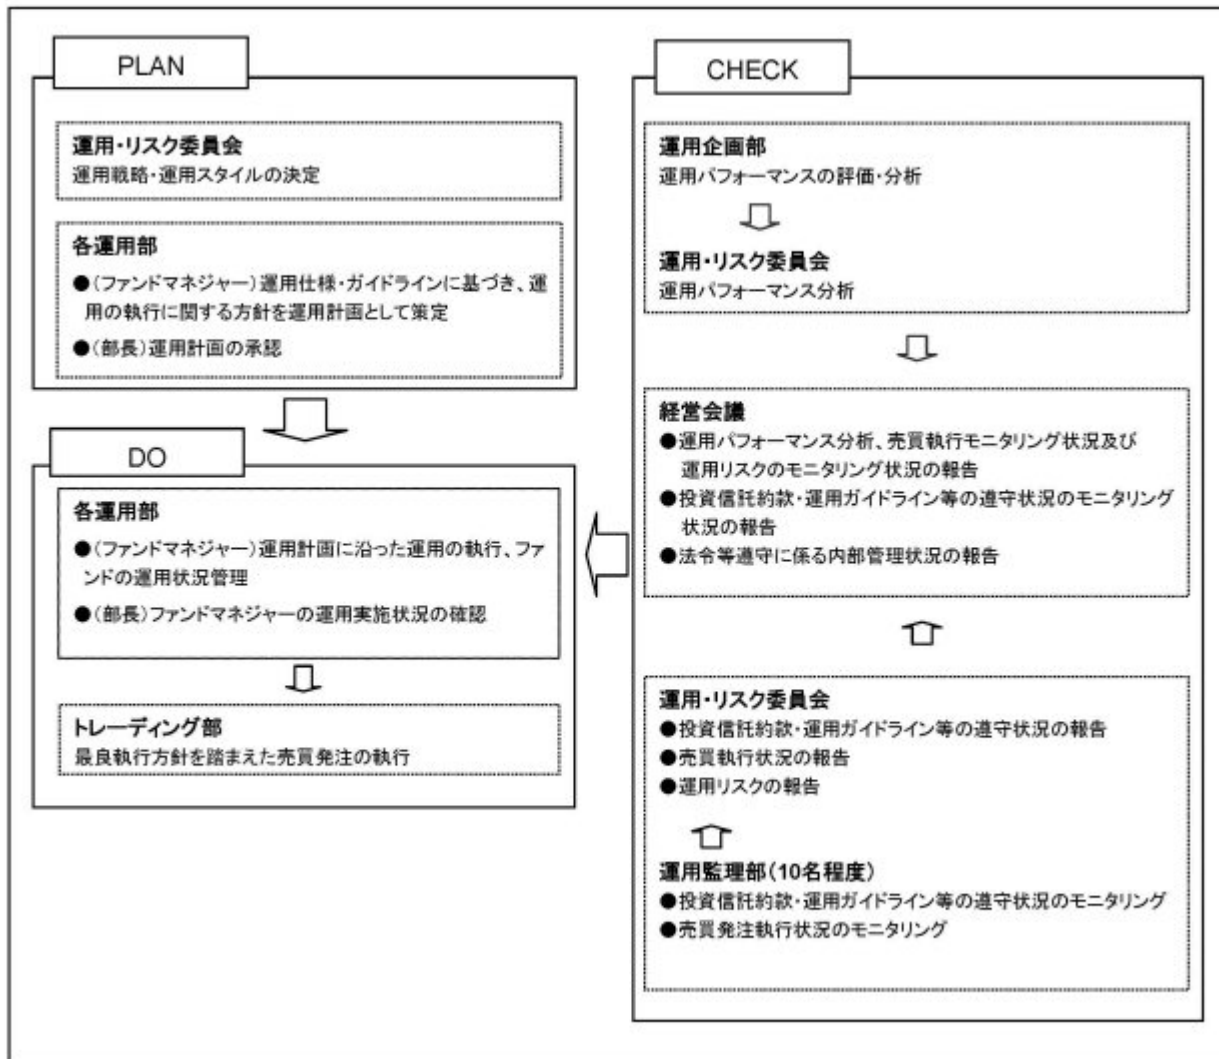 PLAN
運用・リスク委員会
運用戦略・運用スタイルの決定
各運用部
●(ファンドマネジャー)運用仕様・ガイドラインに基づき、運
用の執行に関する方針を運用計画として策定
●(部長)運用計画の承認
DO
各運用部
●(ファンドマネジャー)運用計画に沿った運用の執行、ファ
ンドの運用状況管理
●(部長)ファンドマネジャーの運用実施状況の確認
トレーディング部
最良執行方針を踏まえた売買発注の執行
CHECK
運用企画部
運用パフォーマンスの評価・分析
運用・リスク委員会
運用パフォーマンス分析
経営会議
●運用パフォーマンス分析、売買執行モニタリング状況及び
運用リスクのモニタリング状況の報告
●投資信託約款・運用ガイドライン等の遵守状況のモニタリング
状況の報告
●法令等遵守に係る内部管理状況の報告
運用・リスク委員会
●投資信託約款・運用ガイドライン等の遵守状況の報告
●売買執行状況の報告
●運用リスクの報告
運用監理部(10名程度)
●投資信託約款・運用ガイドライン等の遵守状況のモニタリング
●売買発注執行状況のモニタリング